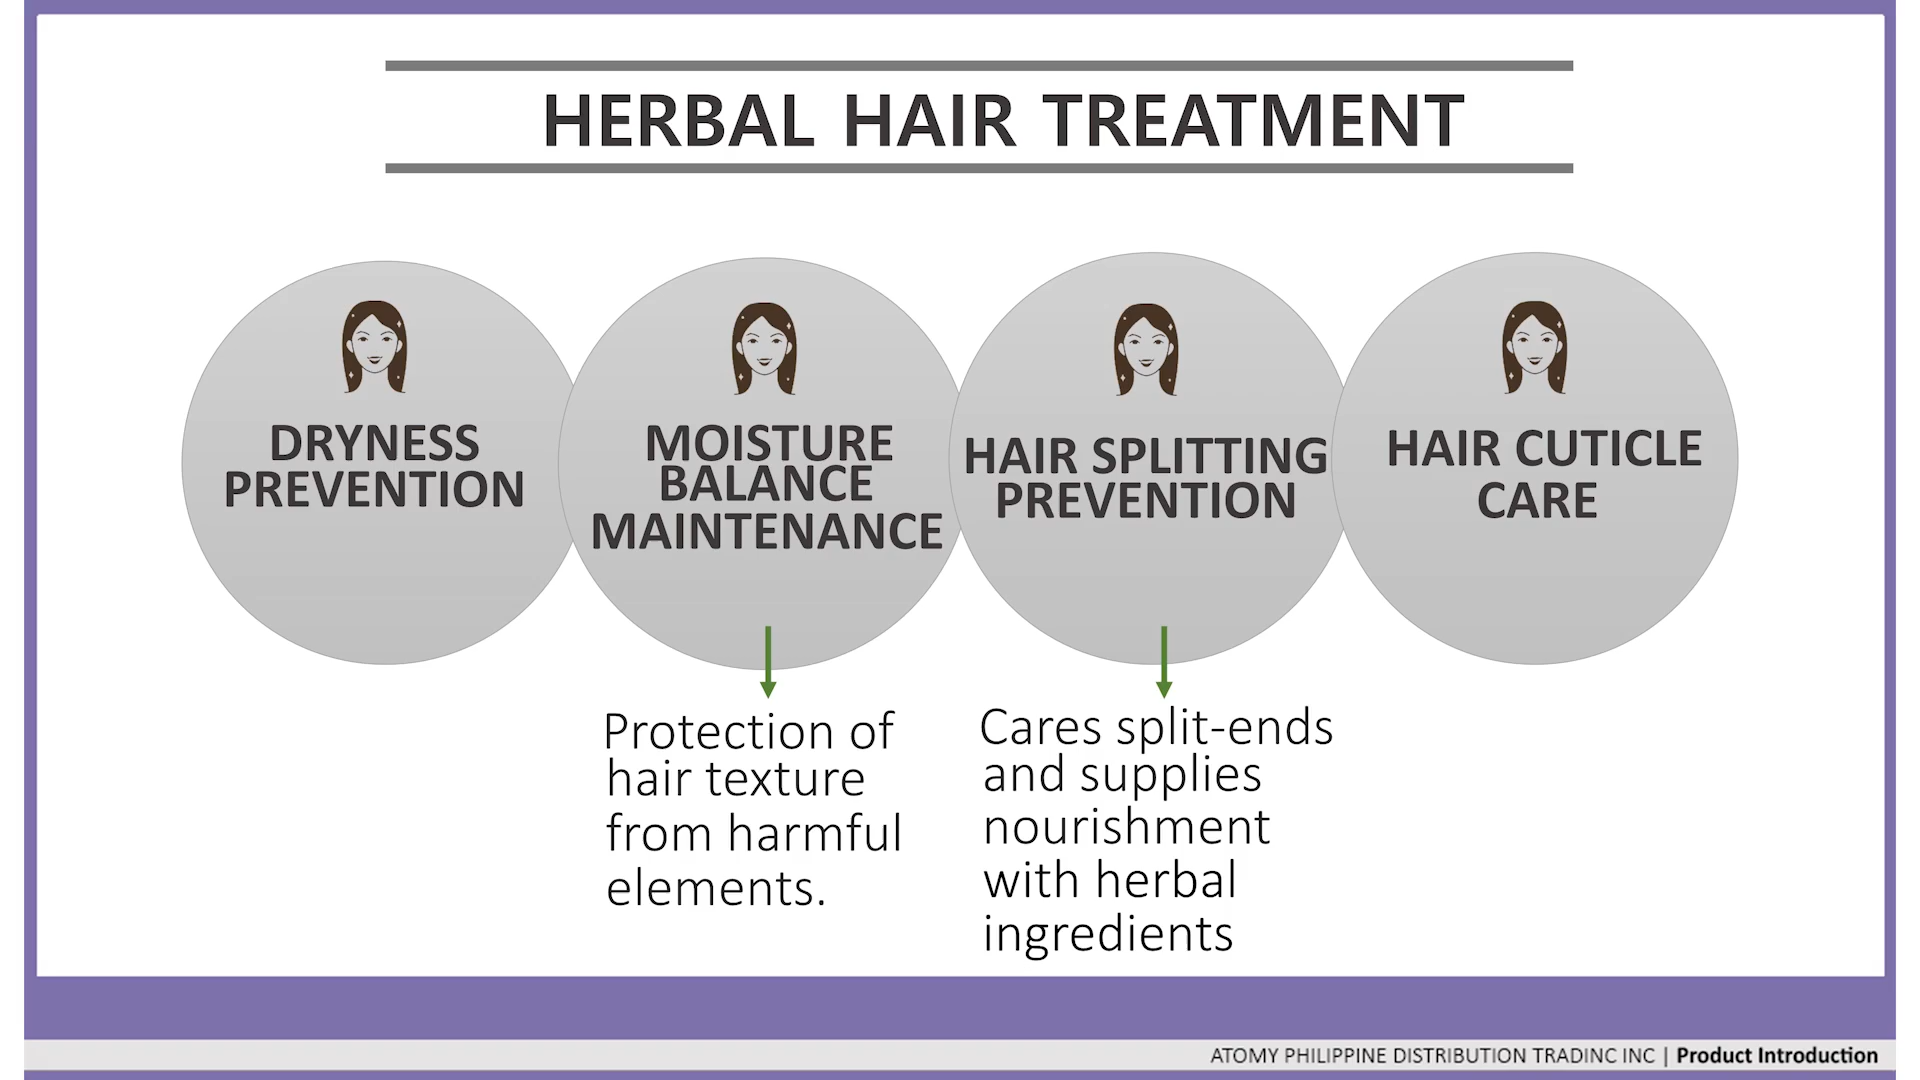 HERBAL HAIR TREATMENT
DRYNESS
PREVENTION
MOISTURE
BALANCE
MAINTENANCE
HAIR SPLITTING
PREVENTION
HAIR CUTICLE
CARE
Protection of
hair texture
from harmful
elements.
Cares split-ends
and supplies
nourishment
with herbal
ingredients
ATOMY PHILIPPINE DISTRIBUTION TRADINC INC | Product Introduction